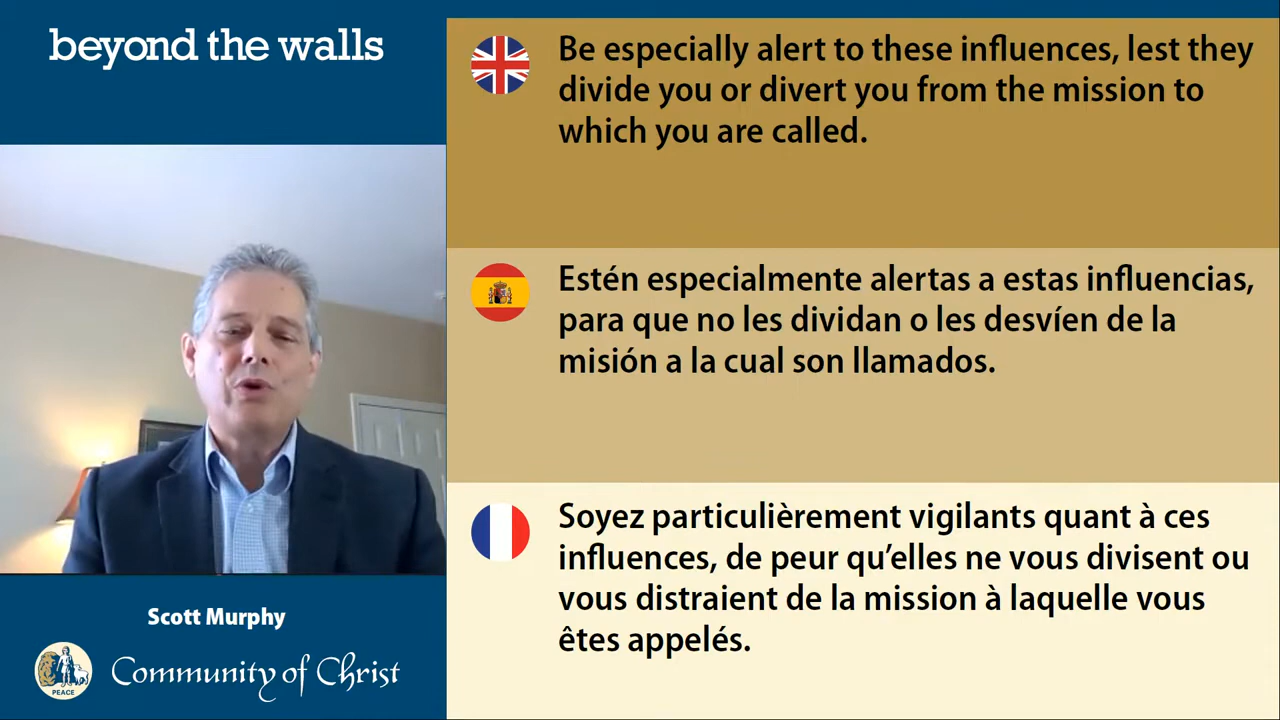 beyond the walls
Be especially alert to these influences, lest they
divide you or divert you from the mission to
which you are called.
Estén especialmente alertas a estas influencias,
para que no les dividan o les desvíen de la
misión a la cual son llamados.
Soyez particulièrement vigilants quant à ces
influences, de peur qu’elles ne vous divisent ou
vous distraient de la mission à laquelle vous
êtes appelés.
Scott Murphy
PEACE
Community of Christ